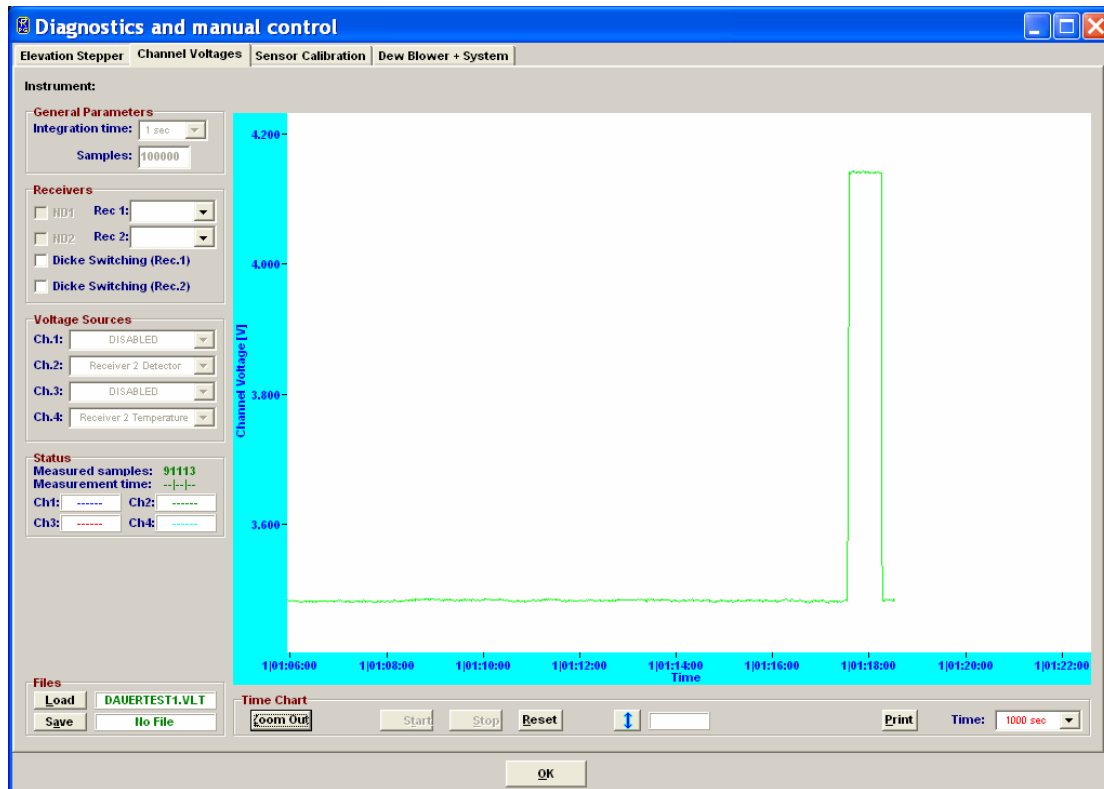 Diagnostics and manual control
Elevation Stepper Channel Voltages Sensor Calibration Dew Blower + System
Instrument:
General Parameters
Integration time: 1 sec
Samples: 100000
Receivers
ND1 Rec 1:
ND2 Rec 2:
Dicke Switching (Rec.1)
Dicke Switching (Rec.2)
Voltage Sources
Ch.1: DISABLED
Ch.2: Receiver 2 Detector
Ch.3: DISABLED
Ch.4: Receiver 2 Temperature
Status
Measured samples: 91113
Measurement time: --|--|--
Ch1: ------ Ch2: ------
Ch3: ------ Ch4: ------
Files
Load DAUERTEST1.VLT
Save No File
4.200
4.000
3.800
3.600
Channel Voltage [V]
1|01:06:00 1|01:08:00 1|01:10:00 1|01:12:00 1|01:14:00 1|01:16:00 1|01:18:00 1|01:20:00 1|01:22:00
Time
Time Chart
Zoom Out Start Stop Reset Print Time: 1000 sec
OK